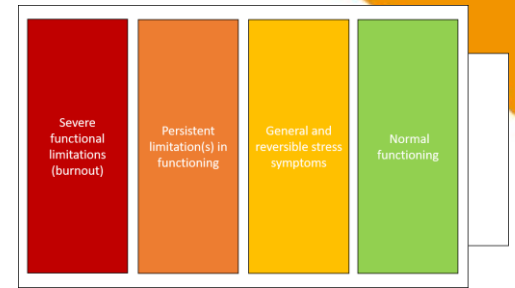 Severe
functional
limitations
(burnout)
Persistent
limitation(s) in
functioning
General and
reversible stress
symptoms
Normal
functioning